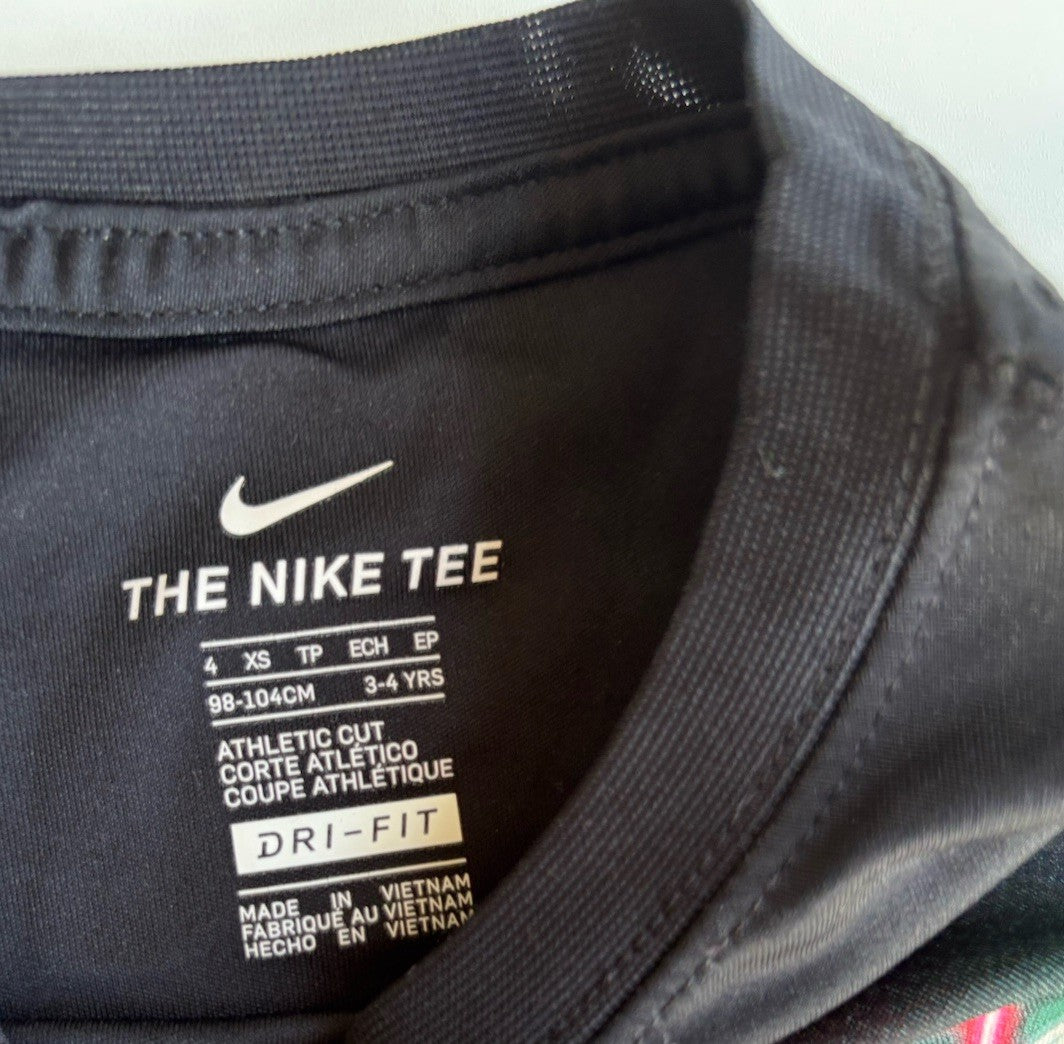 THE NIKE TEE
4 XS TP ECH EP
98-104CM 3-4 YRS
ATHLETIC CUT
CORTE ATLÉTICO
COUPE ATHLÉTIQUE
DRI-FIT
MADE IN VIETNAM
FABRIQUÉ AU VIETNAM
HECHO EN VIETNAM